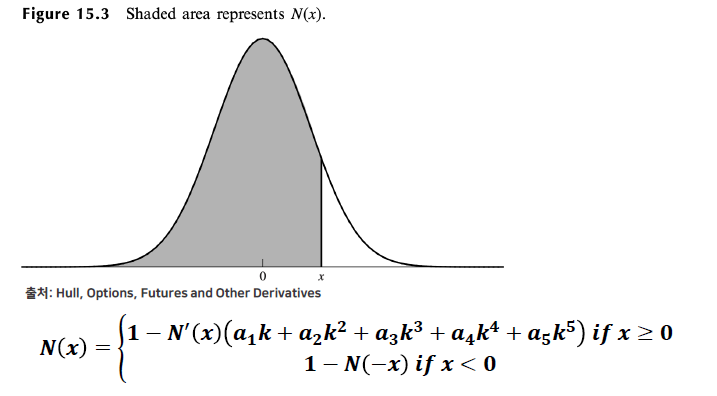 Figure 15.3 Shaded area represents N(x).
0 x
출처: Hull, Options, Futures and Other Derivatives
N(x) = {1 − N′(x)(a₁k + a₂k² + a₃k³ + a₄k⁴ + a₅k⁵) if x ≥ 0
1 − N(−x) if x < 0